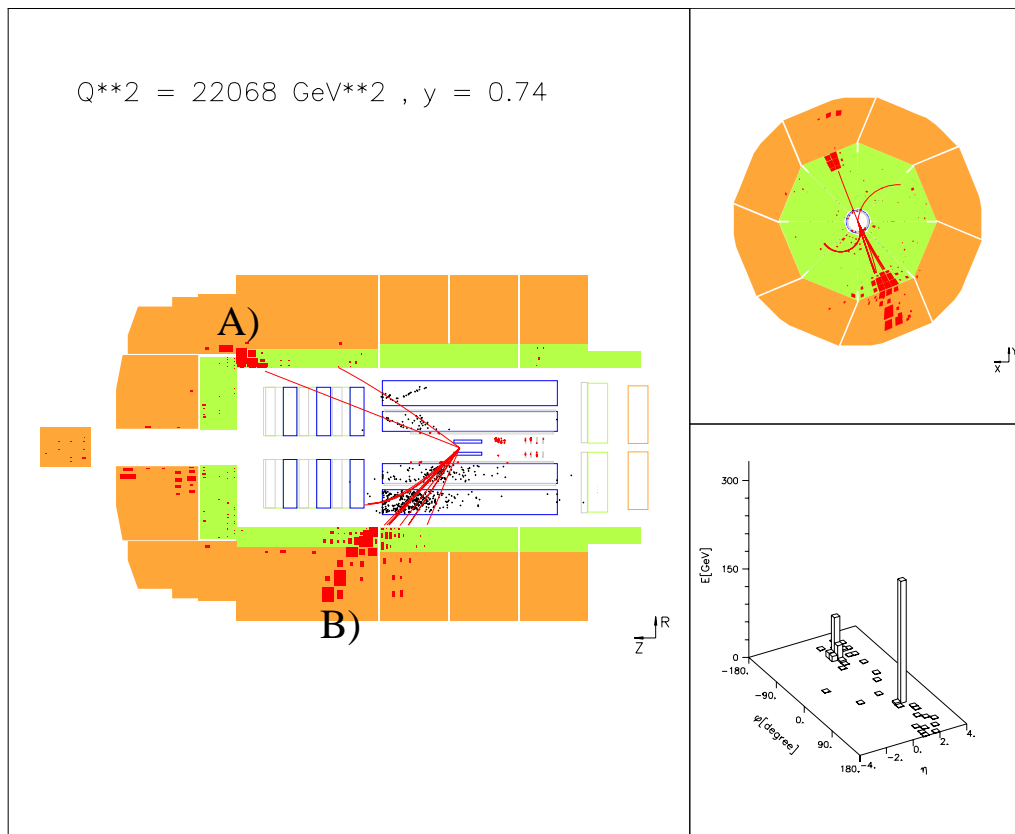 Q**2 = 22068 GeV**2 , y = 0.74
A)
B)
R
Z
Y
X
E[GeV]
300
150
0
-180.
-90.
0.
90.
180.
φ[degree]
-4.
-2.
0.
2.
4.
η